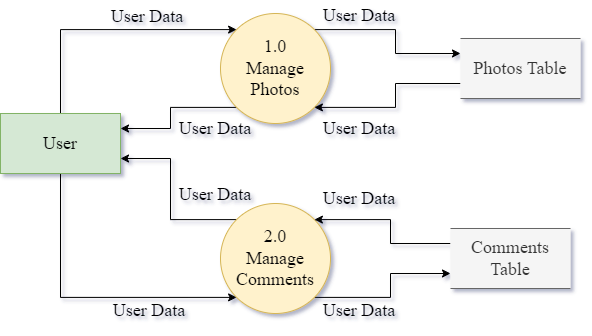 User Data
User Data
1.0
Manage
Photos
Photos Table
User Data
User Data
User
User Data
User Data
2.0
Manage
Comments
Comments
Table
User Data
User Data